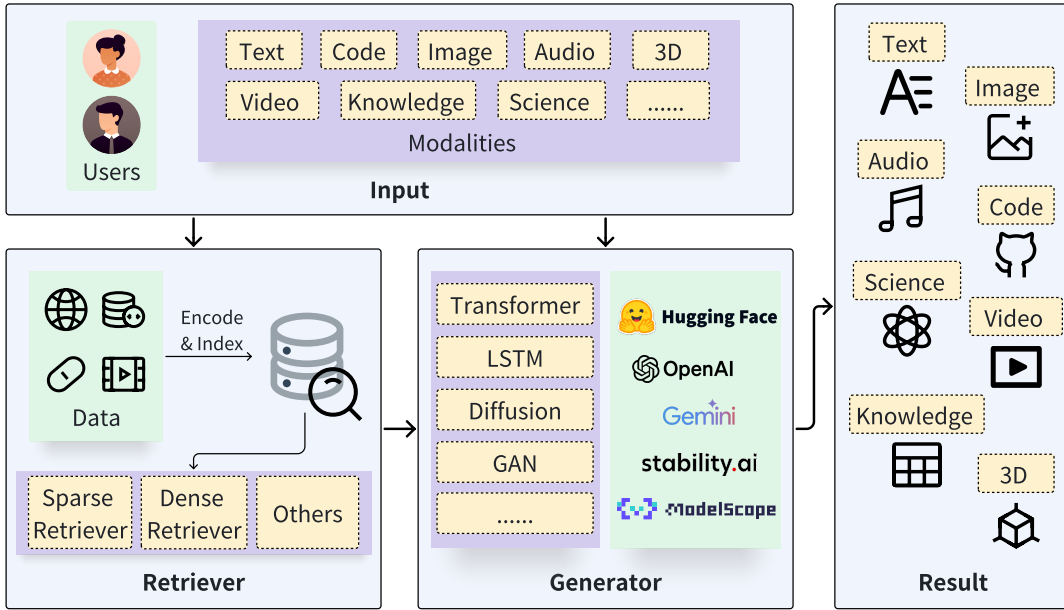 Users
Text
Code
Image
Audio
3D
Video
Knowledge
Science
......
Modalities
Input
Data
Encode
& Index
Sparse
Retriever
Dense
Retriever
Others
Retriever
Transformer
LSTM
Diffusion
GAN
......
Hugging Face
OpenAI
Gemini
stability.ai
ModelScope
Generator
Text
Image
Audio
Code
Science
Video
Knowledge
3D
Result